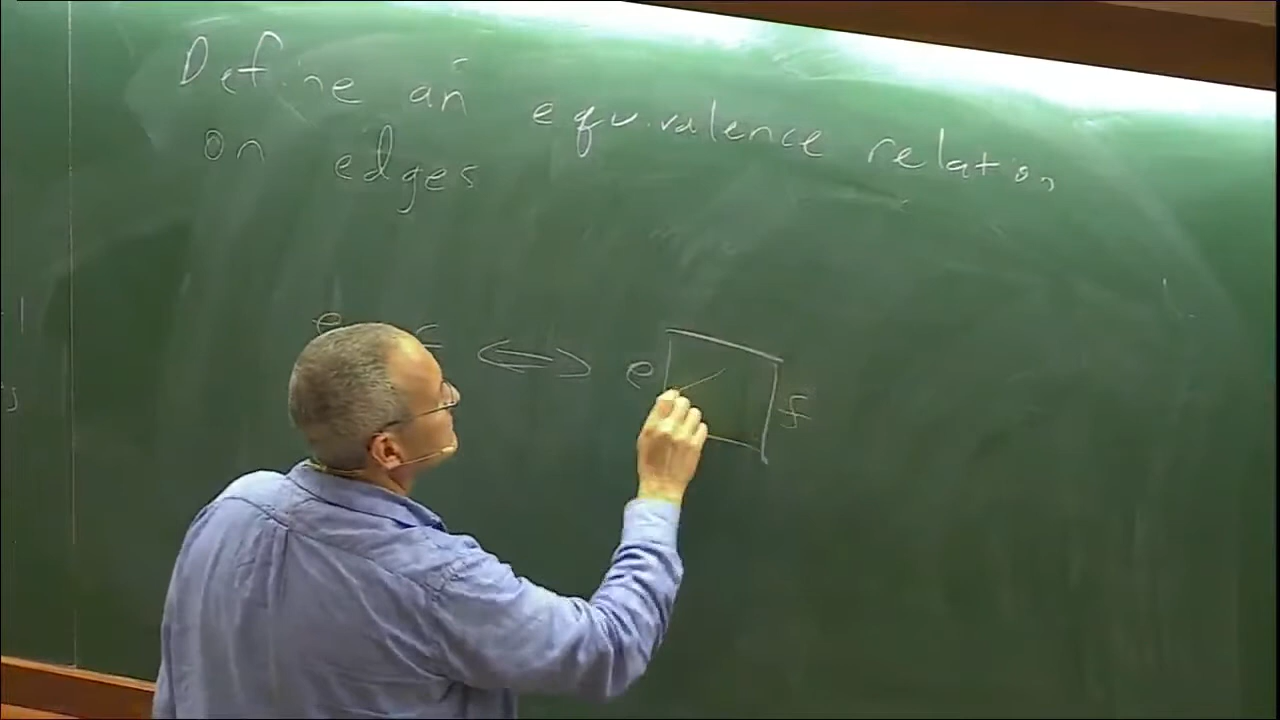 Define an equivalence relation
on edges
e f ⇔ e f